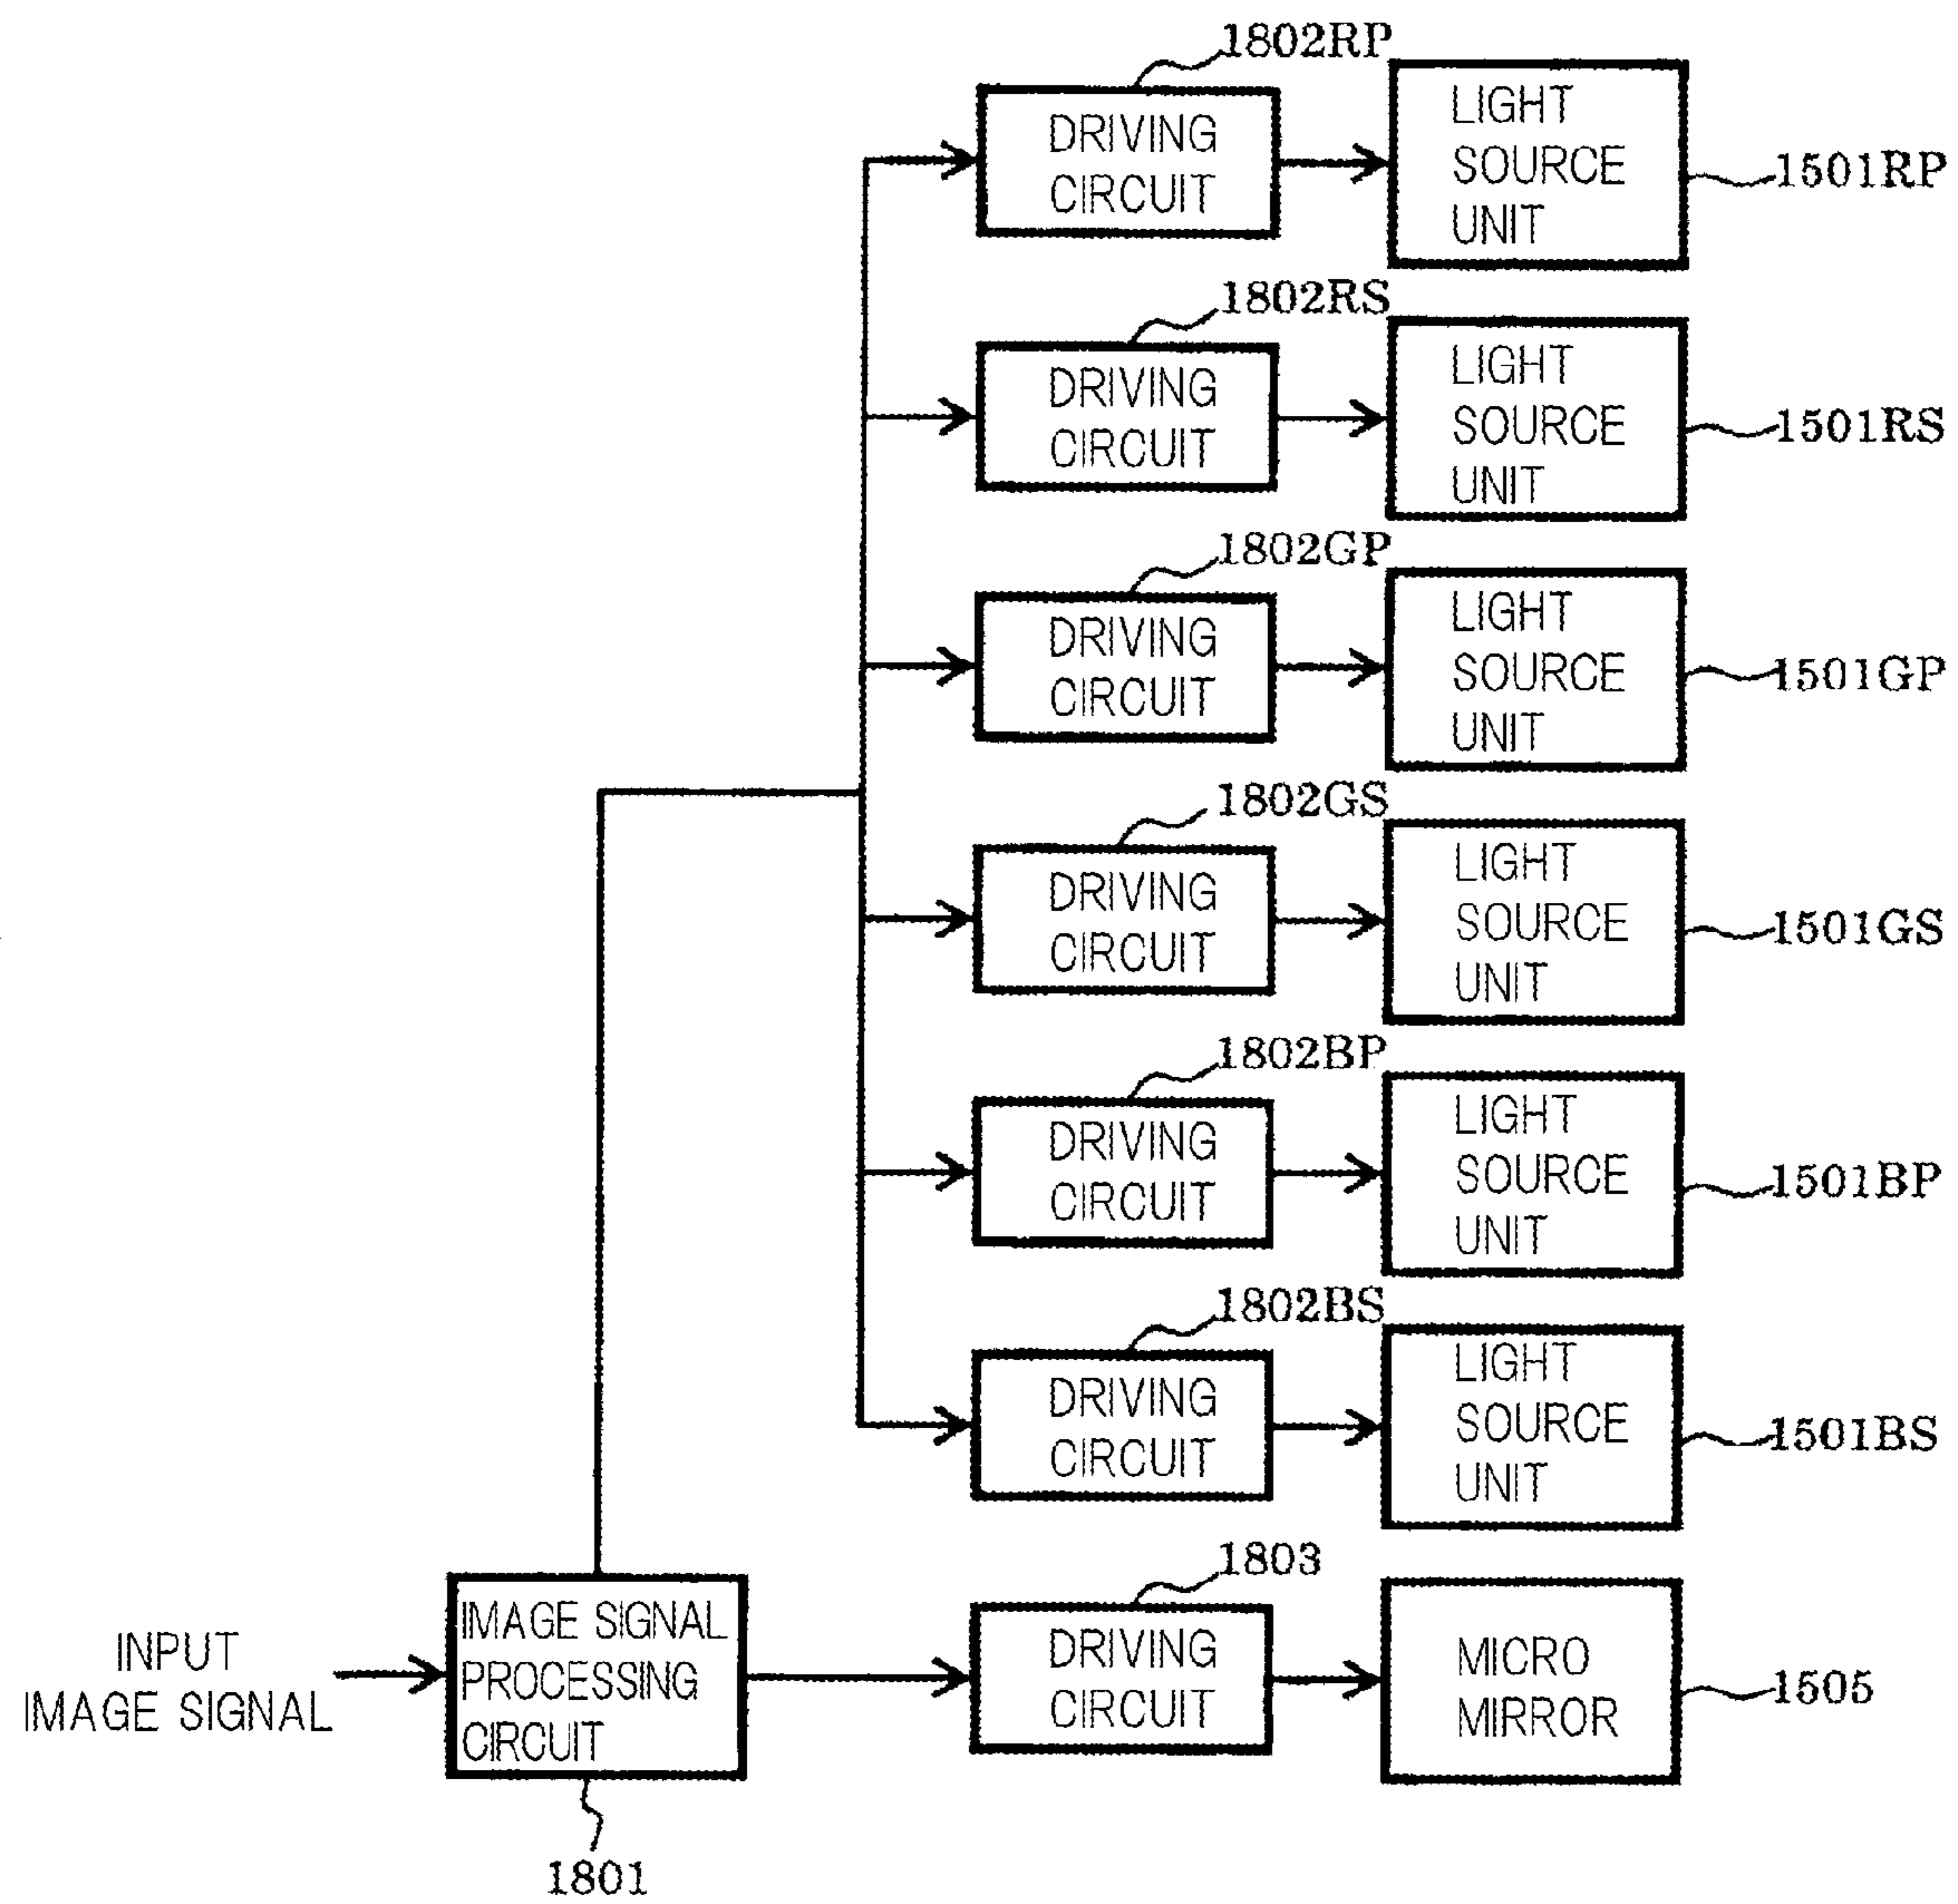 1802RP
DRIVING
CIRCUIT
LIGHT
SOURCE
UNIT
1501RP
1802RS
DRIVING
CIRCUIT
LIGHT
SOURCE
UNIT
1501RS
1802GP
DRIVING
CIRCUIT
LIGHT
SOURCE
UNIT
1501GP
1802GS
DRIVING
CIRCUIT
LIGHT
SOURCE
UNIT
1501GS
1802BP
DRIVING
CIRCUIT
LIGHT
SOURCE
UNIT
1501BP
1802BS
DRIVING
CIRCUIT
LIGHT
SOURCE
UNIT
1501BS
INPUT
IMAGE SIGNAL
IMAGE SIGNAL
PROCESSING
CIRCUIT
1801
1803
DRIVING
CIRCUIT
MICRO
MIRROR
1505